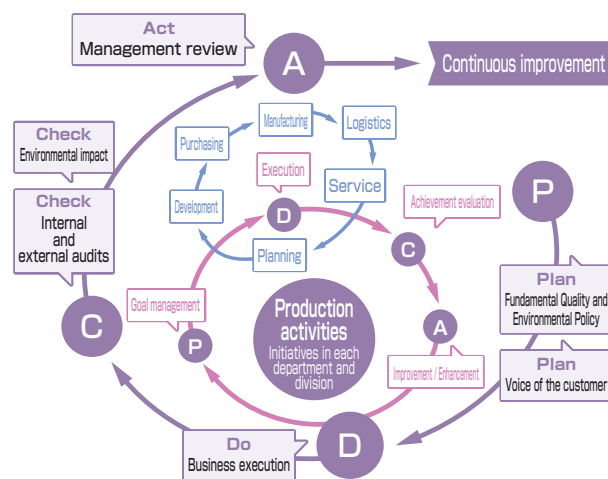 Act
Management review
A
Continuous improvement
Manufacturing
Logistics
Purchasing
Check
Environmental impact
Execution
Service
P
Check
Internal
and
external audits
Development
D
Achievement evaluation
C
Planning
Plan
Fundamental Quality and
Environmental Policy
Goal management
Production
activities
Initiatives in each
department and
division
C
P
A
Improvement / Enhancement
Plan
Voice of the customer
Do
Business execution
D